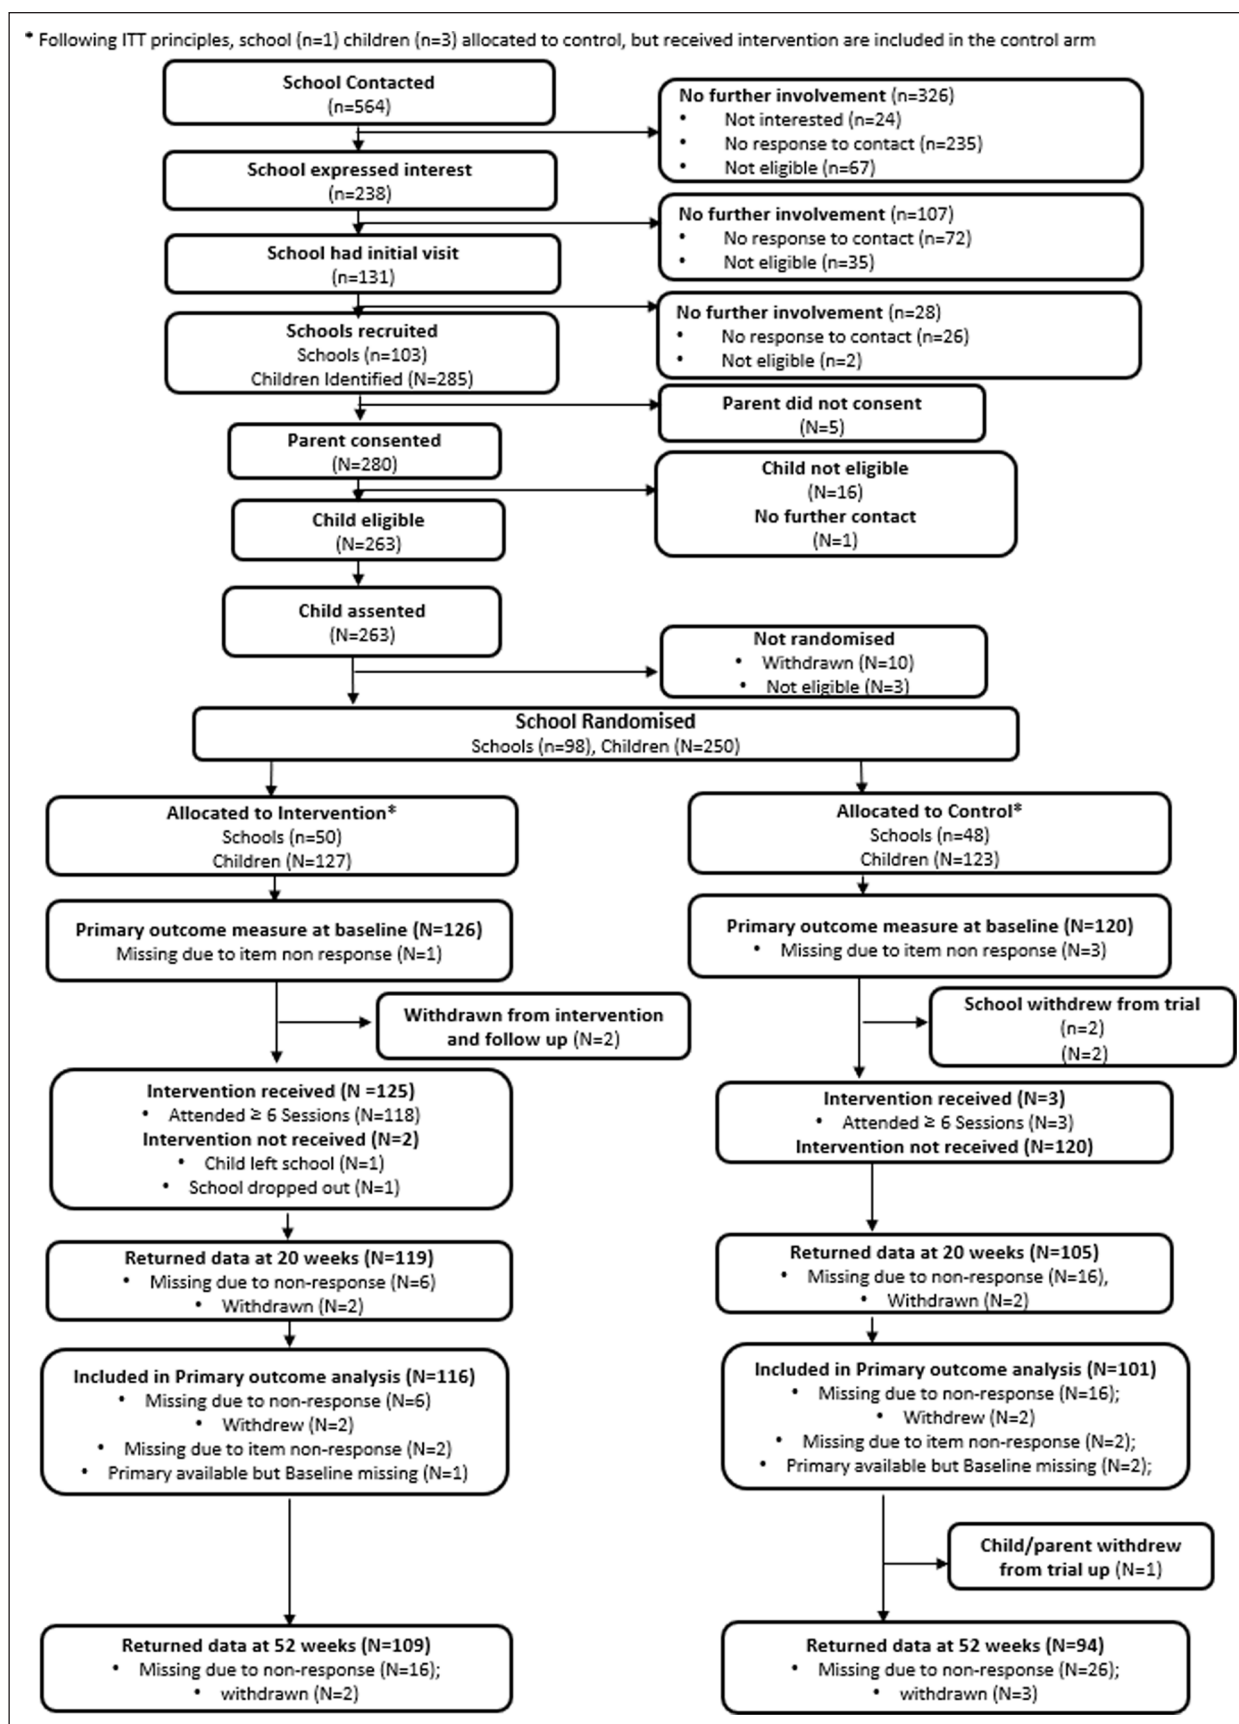 * Following ITT principles, school (n=1) children (n=3) allocated to control, but received intervention are included in the control arm
School Contacted
(n=564)
No further involvement (n=326)
• Not interested (n=24)
• No response to contact (n=235)
• Not eligible (n=67)
School expressed interest
(n=238)
No further involvement (n=107)
• No response to contact (n=72)
• Not eligible (n=35)
School had initial visit
(n=131)
No further involvement (n=28)
• No response to contact (n=26)
• Not eligible (n=2)
Schools recruited
Schools (n=103)
Children Identified (N=285)
Parent did not consent
(N=5)
Parent consented
(N=280)
Child not eligible
(N=16)
No further contact
(N=1)
Child eligible
(N=263)
Child assented
(N=263)
Not randomised
• Withdrawn (N=10)
• Not eligible (N=3)
School Randomised
Schools (n=98), Children (N=250)
Allocated to Intervention*
Schools (n=50)
Children (N=127)
Allocated to Control*
Schools (n=48)
Children (N=123)
Primary outcome measure at baseline (N=126)
Missing due to item non response (N=1)
Primary outcome measure at baseline (N=120)
• Missing due to item non response (N=3)
Withdrawn from intervention
and follow up (N=2)
School withdrew from trial
(n=2)
(N=2)
Intervention received (N =125)
• Attended ≥ 6 Sessions (N=118)
Intervention not received (N=2)
• Child left school (N=1)
• School dropped out (N=1)
Intervention received (N=3)
• Attended ≥ 6 Sessions (N=3)
Intervention not received (N=120)
Returned data at 20 weeks (N=119)
• Missing due to non-response (N=6)
• Withdrawn (N=2)
Returned data at 20 weeks (N=105)
• Missing due to non-response (N=16),
• Withdrawn (N=2)
Included in Primary outcome analysis (N=116)
• Missing due to non-response (N=6)
• Withdrew (N=2)
• Missing due to item non-response (N=2)
• Primary available but Baseline missing (N=1)
Included in Primary outcome analysis (N=101)
• Missing due to non-response (N=16);
• Withdrew (N=2)
• Missing due to item non-response (N=2);
• Primary available but Baseline missing (N=2);
Child/parent withdrew
from trial up (N=1)
Returned data at 52 weeks (N=109)
• Missing due to non-response (N=16);
• withdrawn (N=2)
Returned data at 52 weeks (N=94)
• Missing due to non-response (N=26);
• withdrawn (N=3)